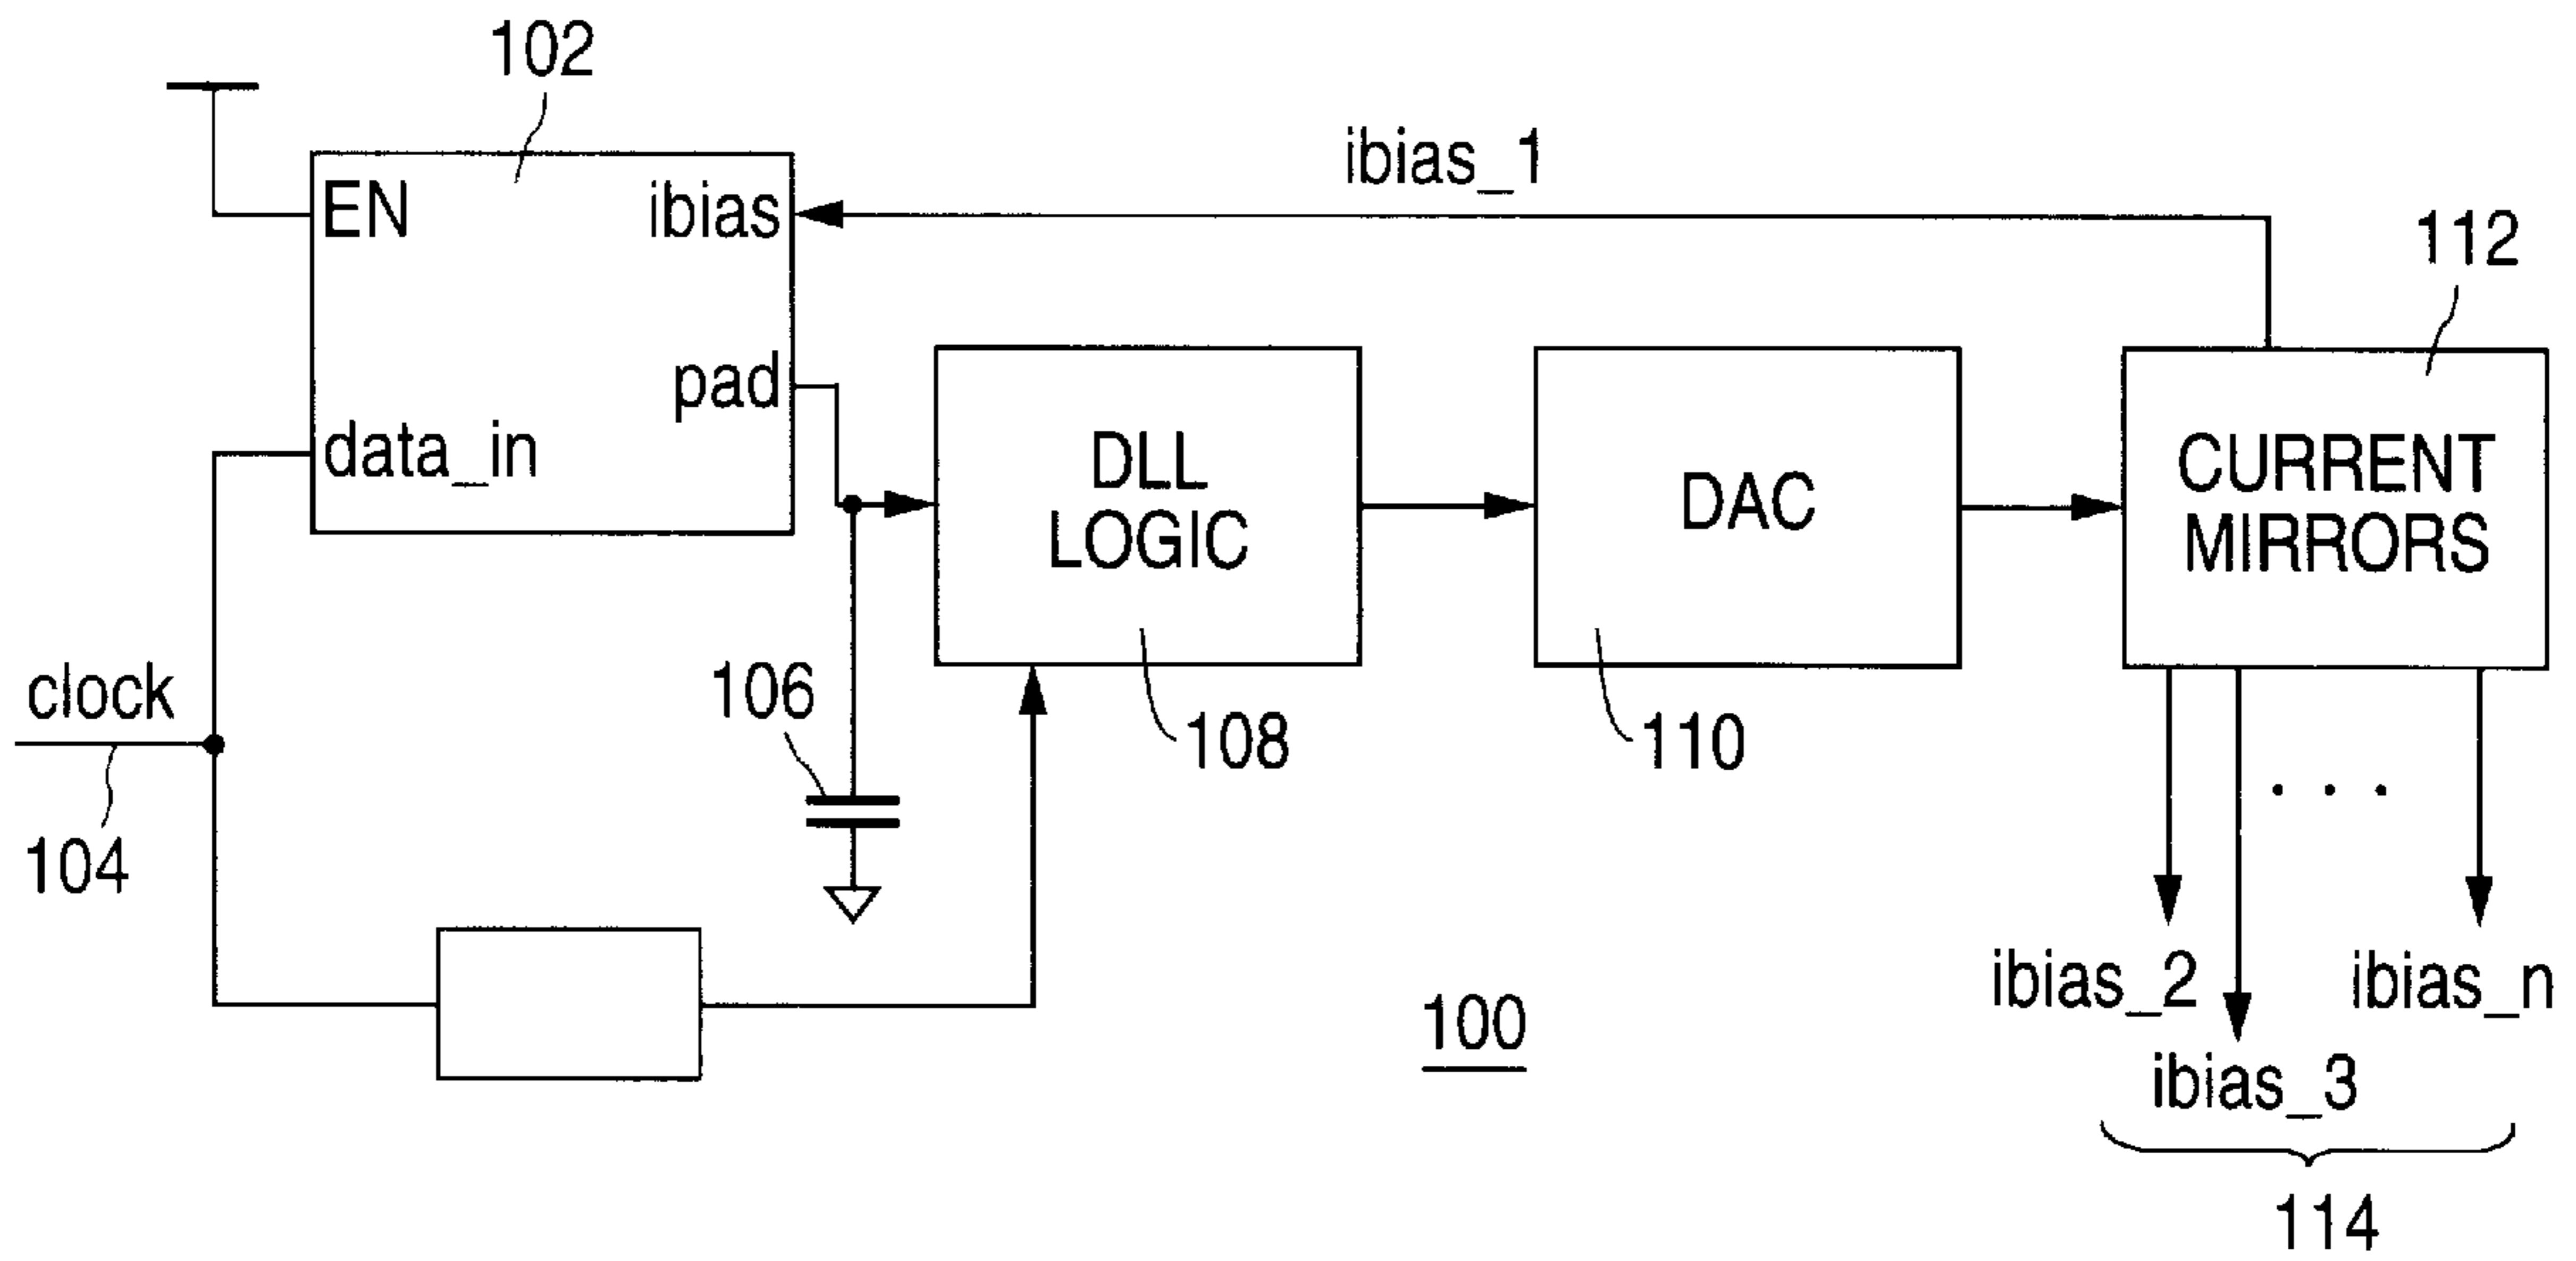 102
EN
ibias
pad
data_in
ibias_1
112
DLL
LOGIC
DAC
CURRENT
MIRRORS
clock
104
106
108
110
100
ibias_2
ibias_3
ibias_n
114